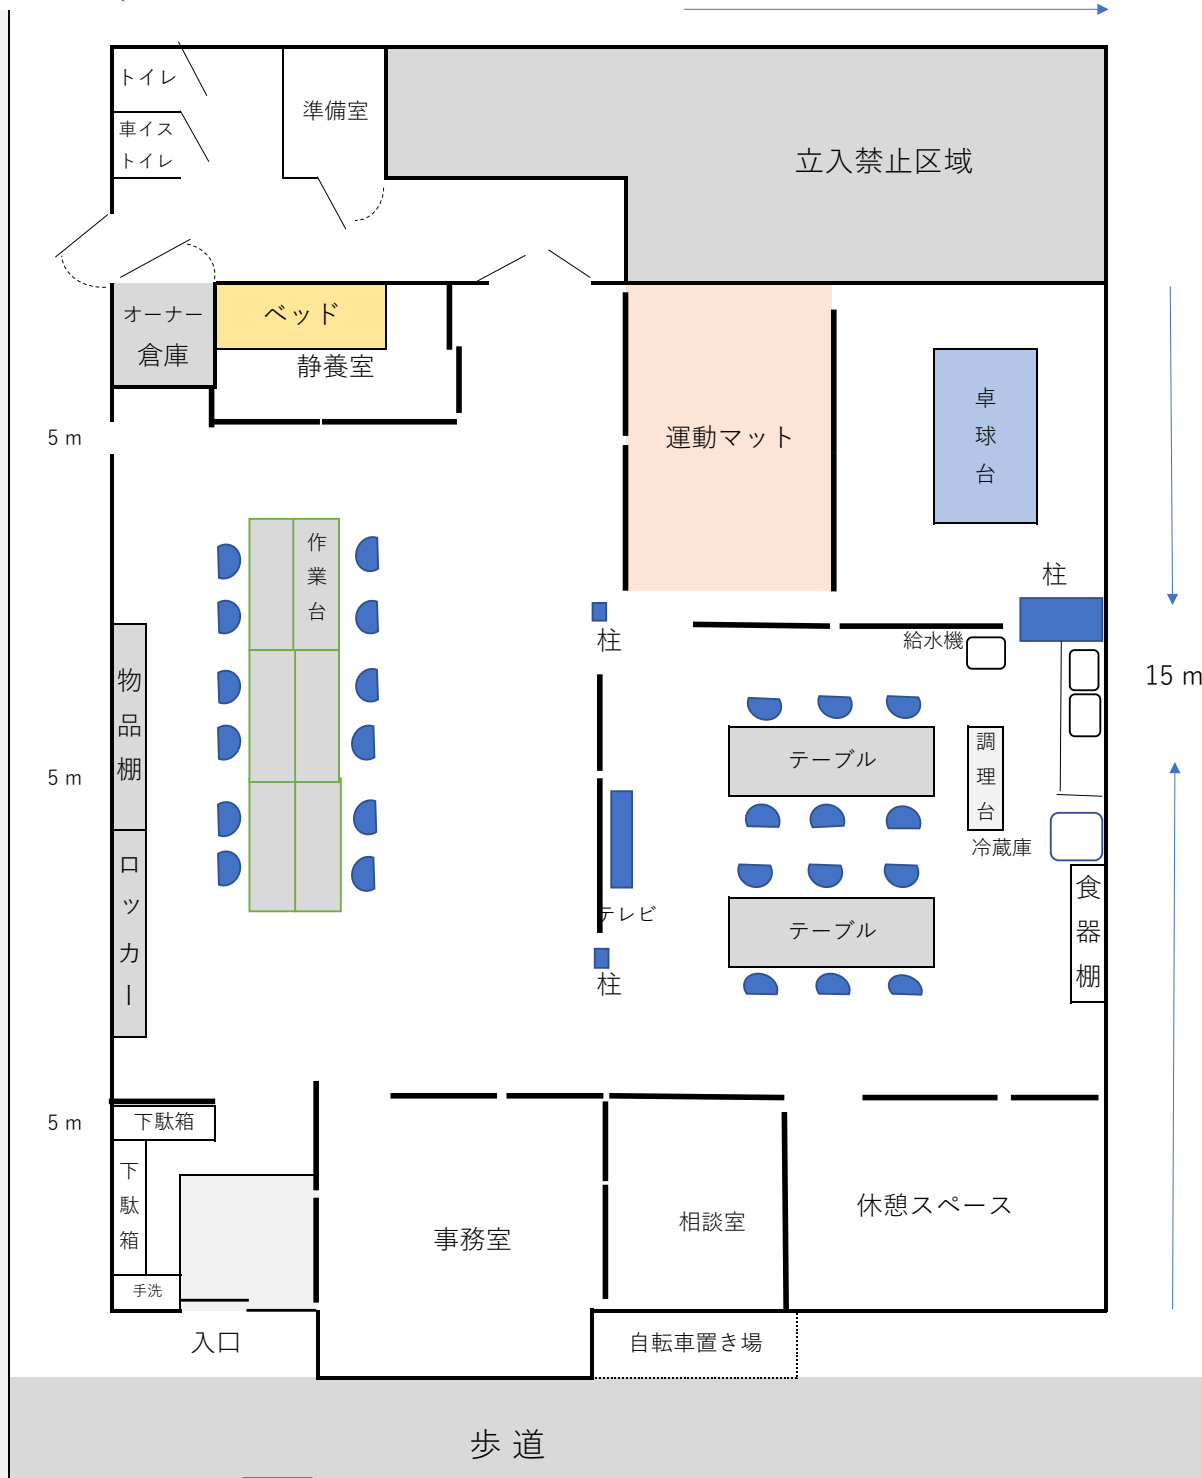 トイレ
準備室
車イス
トイレ
立入禁止区域
オーナー
倉庫
ベッド
静養室
5 m
運動マット
卓球台
作業台
柱
柱
給水機
15 m
物品棚
テーブル
調理台
5 m
冷蔵庫
ロッカー
テレビ
テーブル
食器棚
柱
5 m
下駄箱
下駄箱
事務室
相談室
休憩スペース
手洗
入口
自転車置き場
歩 道